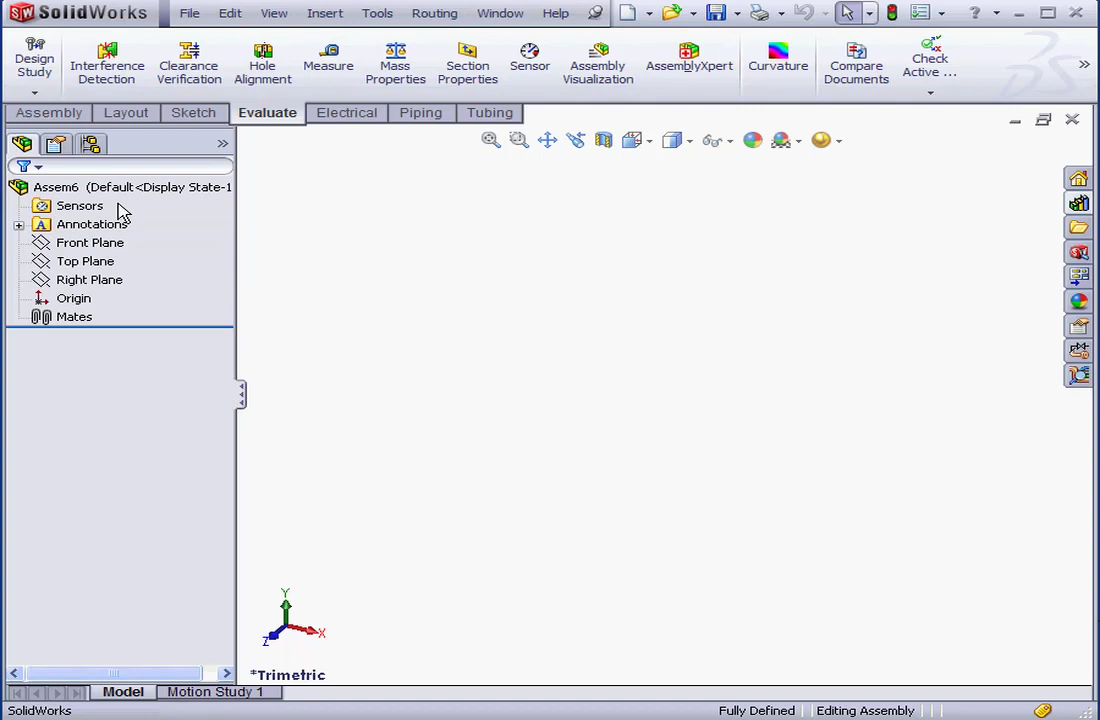 SW SolidWorks File Edit View Insert Tools Routing Window Help ?
Design Study
Interference Detection
Clearance Verification
Hole Alignment
Measure
Mass Properties
Section Properties
Sensor
Assembly Visualization
AssemblyXpert
Curvature
Compare Documents
Check Active ...
Assembly Layout Sketch Evaluate Electrical Piping Tubing
Assem6 (Default<Display State-1
Sensors
A Annotations
Front Plane
Top Plane
Right Plane
Origin
Mates
Y
X
Z
*Trimetric
Model Motion Study 1
SolidWorks Fully Defined Editing Assembly